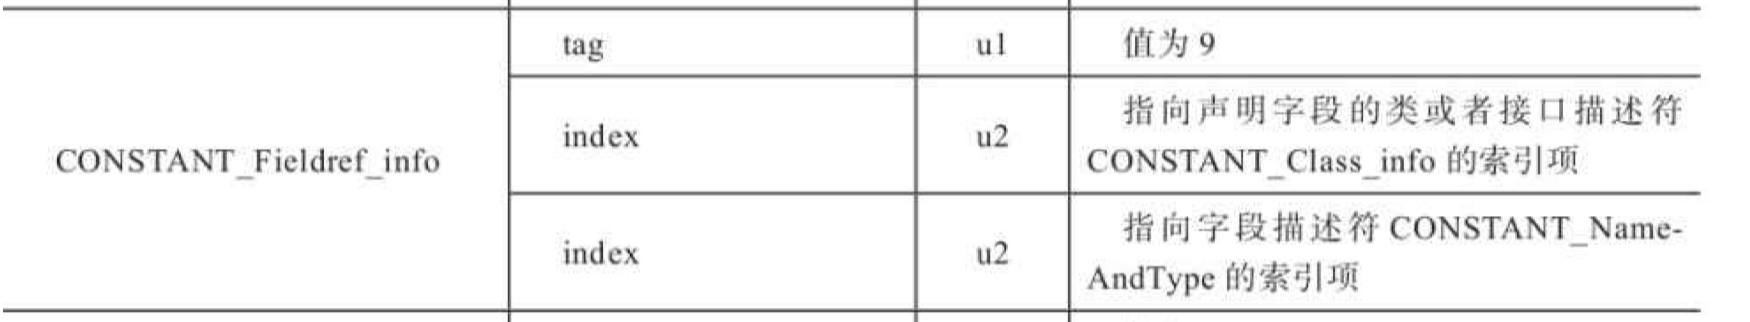 tag u1 值为 9
指向声明字段的类或者接口描述符
index u2
CONSTANT_Class_info 的索引项
CONSTANT_Fieldref_info
指向字段描述符 CONSTANT_Name-
index u2
AndType 的索引项